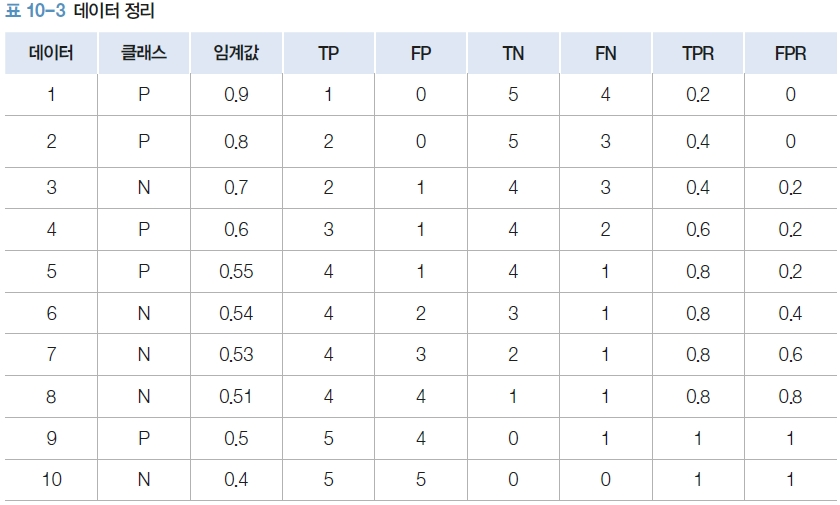 표 10-3 데이터 정리
데이터 클래스 임계값 TP FP TN FN TPR FPR
1 P 0.9 1 0 5 4 0.2 0
2 P 0.8 2 0 5 3 0.4 0
3 N 0.7 2 1 4 3 0.4 0.2
4 P 0.6 3 1 4 2 0.6 0.2
5 P 0.55 4 1 4 1 0.8 0.2
6 N 0.54 4 2 3 1 0.8 0.4
7 N 0.53 4 3 2 1 0.8 0.6
8 N 0.51 4 4 1 1 0.8 0.8
9 P 0.5 5 4 0 1 1 1
10 N 0.4 5 5 0 0 1 1